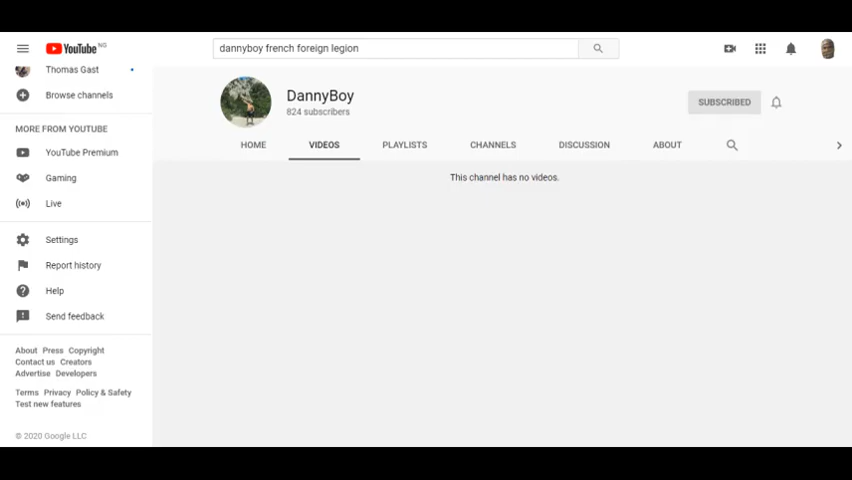 YouTube NG
dannyboy french foreign legion
Thomas Gast
Browse channels
MORE FROM YOUTUBE
YouTube Premium
Gaming
Live
Settings
Report history
Help
Send feedback
About Press Copyright
Contact us Creators
Advertise Developers
Terms Privacy Policy & Safety
Test new features
© 2020 Google LLC
DannyBoy
824 subscribers
SUBSCRIBED
HOME VIDEOS PLAYLISTS CHANNELS DISCUSSION ABOUT
This channel has no videos.